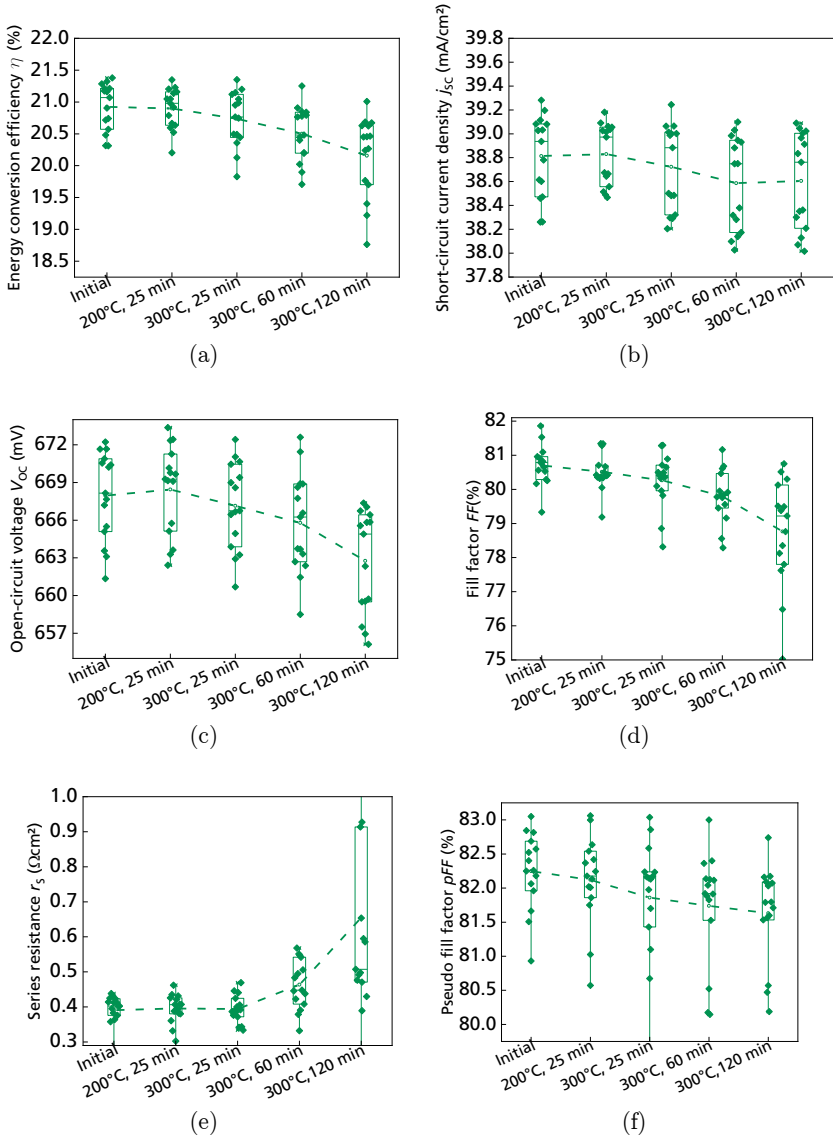 Energy conversion efficiency η (%)
22.0
21.5
21.0
20.5
20.0
19.5
19.0
18.5
Initial
200°C, 25 min
300°C, 25 min
300°C, 60 min
300°C,120 min
(a)
Short-circuit current density jSC (mA/cm²)
39.8
39.6
39.4
39.2
39.0
38.8
38.6
38.4
38.2
38.0
37.8
Initial
200°C, 25 min
300°C, 25 min
300°C, 60 min
300°C,120 min
(b)
Open-circuit voltage VOC (mV)
672
669
666
663
660
657
Initial
200°C, 25 min
300°C, 25 min
300°C, 60 min
300°C,120 min
(c)
Fill factor FF(%)
82
81
80
79
78
77
76
75
Initial
200°C, 25 min
300°C, 25 min
300°C, 60 min
300°C,120 min
(d)
Series resistance rS (Ωcm²)
1.0
0.9
0.8
0.7
0.6
0.5
0.4
0.3
Initial
200°C, 25 min
300°C, 25 min
300°C, 60 min
300°C,120 min
(e)
Pseudo fill factor pFF (%)
83.0
82.5
82.0
81.5
81.0
80.5
80.0
Initial
200°C, 25 min
300°C, 25 min
300°C, 60 min
300°C,120 min
(f)